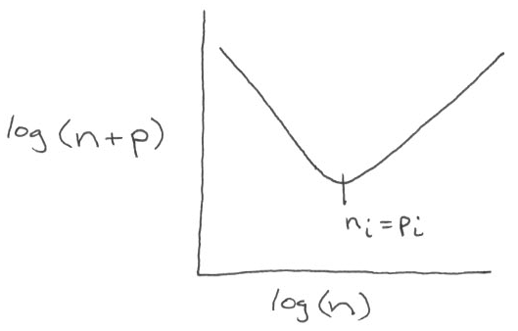 log (n+p)
n_i = p_i
log(n)